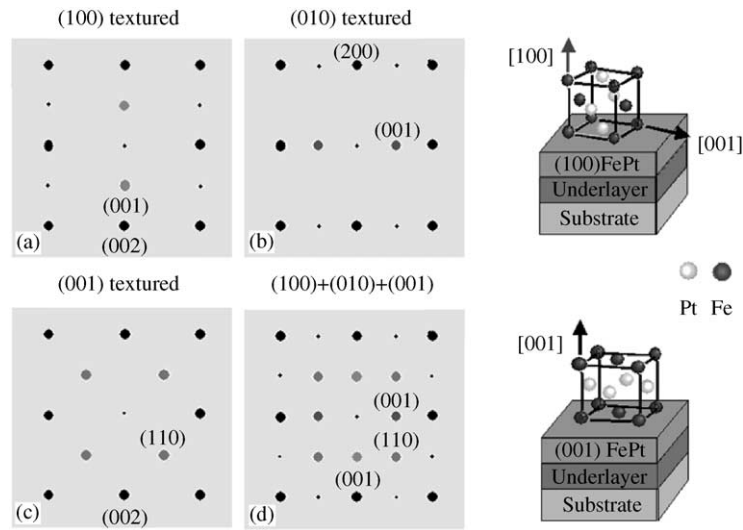 (100) textured
(010) textured
(200)
(001)
(001)
(002)
(a)
(b)
[100]
[001]
(100)FePt
Underlayer
Substrate
Pt Fe
(001) textured
(100)+(010)+(001)
(110)
(002)
(c)
(001)
(110)
(001)
(d)
[001]
(001) FePt
Underlayer
Substrate